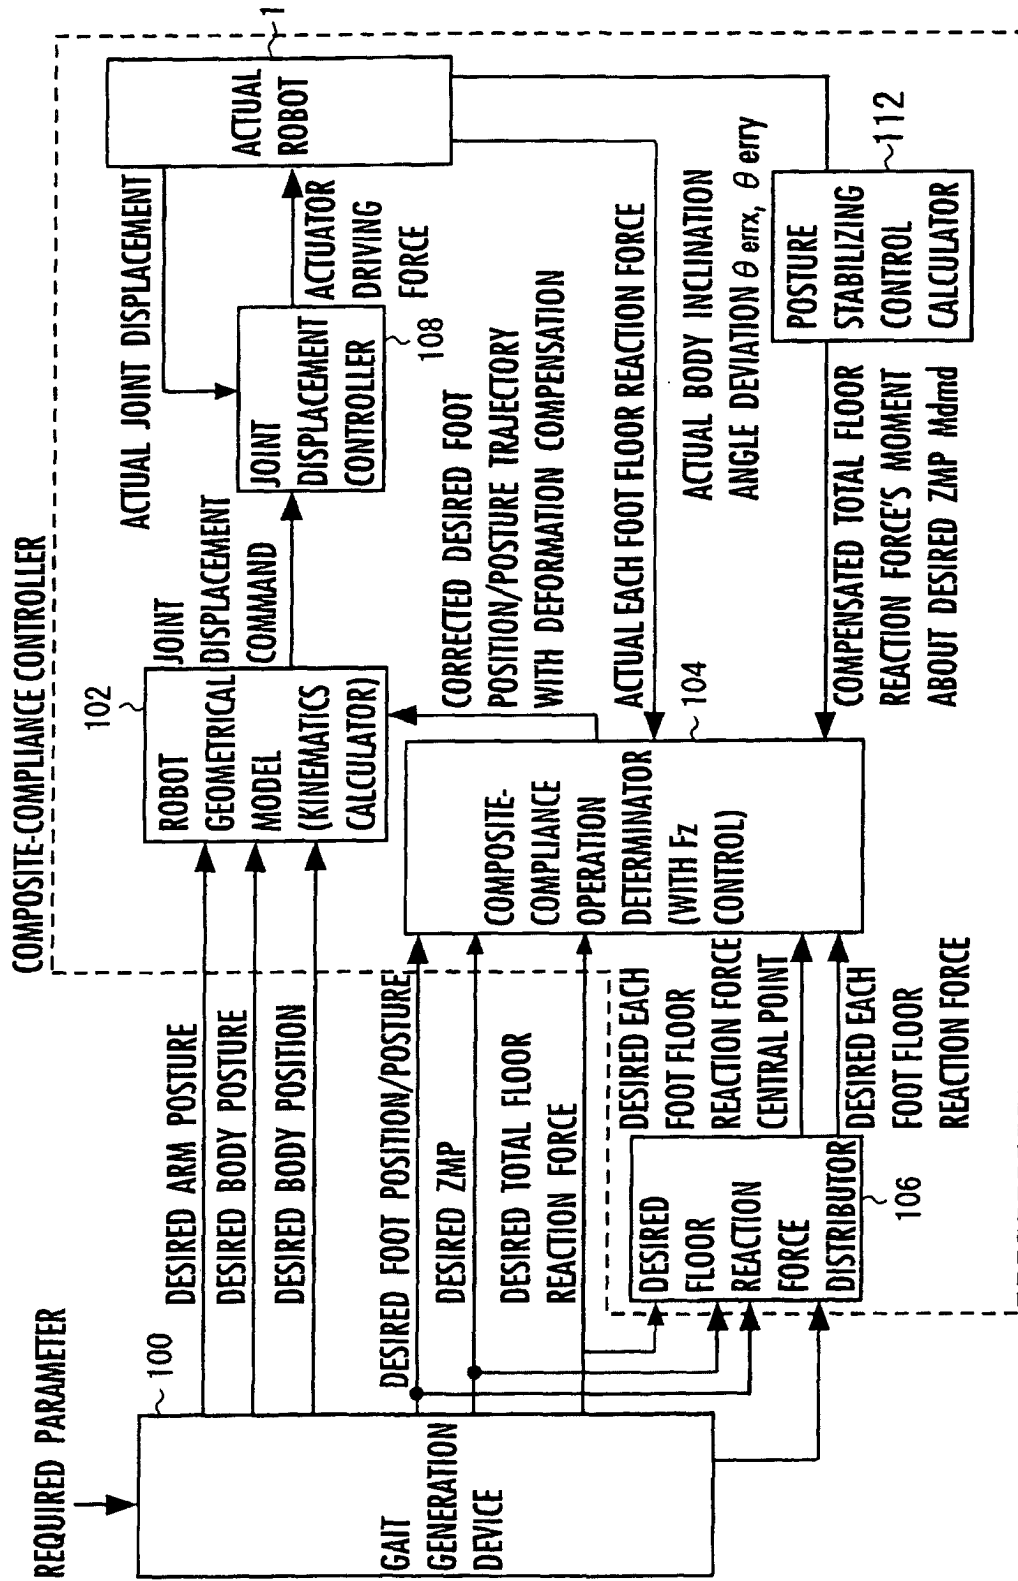 COMPOSITE-COMPLIANCE CONTROLLER
REQUIRED PARAMETER
100
GAIT
GENERATION
DEVICE
DESIRED ARM POSTURE
DESIRED BODY POSTURE
DESIRED BODY POSITION
DESIRED FOOT POSITION/POSTURE
DESIRED ZMP
DESIRED TOTAL FLOOR
REACTION FORCE
102
ROBOT
GEOMETRICAL
MODEL
(KINEMATICS
CALCULATOR)
JOINT
DISPLACEMENT
COMMAND
JOINT
DISPLACEMENT
CONTROLLER
108
ACTUAL JOINT DISPLACEMENT
ACTUATOR
DRIVING
FORCE
ACTUAL
ROBOT
1
CORRECTED DESIRED FOOT
POSITION/POSTURE TRAJECTORY
WITH DEFORMATION COMPENSATION
ACTUAL EACH FOOT FLOOR REACTION FORCE
104
COMPOSITE-
COMPLIANCE
OPERATION
DETERMINATOR
(WITH Fz
CONTROL)
DESIRED
FLOOR
REACTION
FORCE
DISTRIBUTOR
106
DESIRED EACH
FOOT FLOOR
REACTION FORCE
CENTRAL POINT
DESIRED EACH
FOOT FLOOR
REACTION FORCE
ACTUAL BODY INCLINATION
ANGLE DEVIATION θ errx, θ erry
112
POSTURE
STABILIZING
CONTROL
CALCULATOR
COMPENSATED TOTAL FLOOR
REACTION FORCE'S MOMENT
ABOUT DESIRED ZMP Mdmd